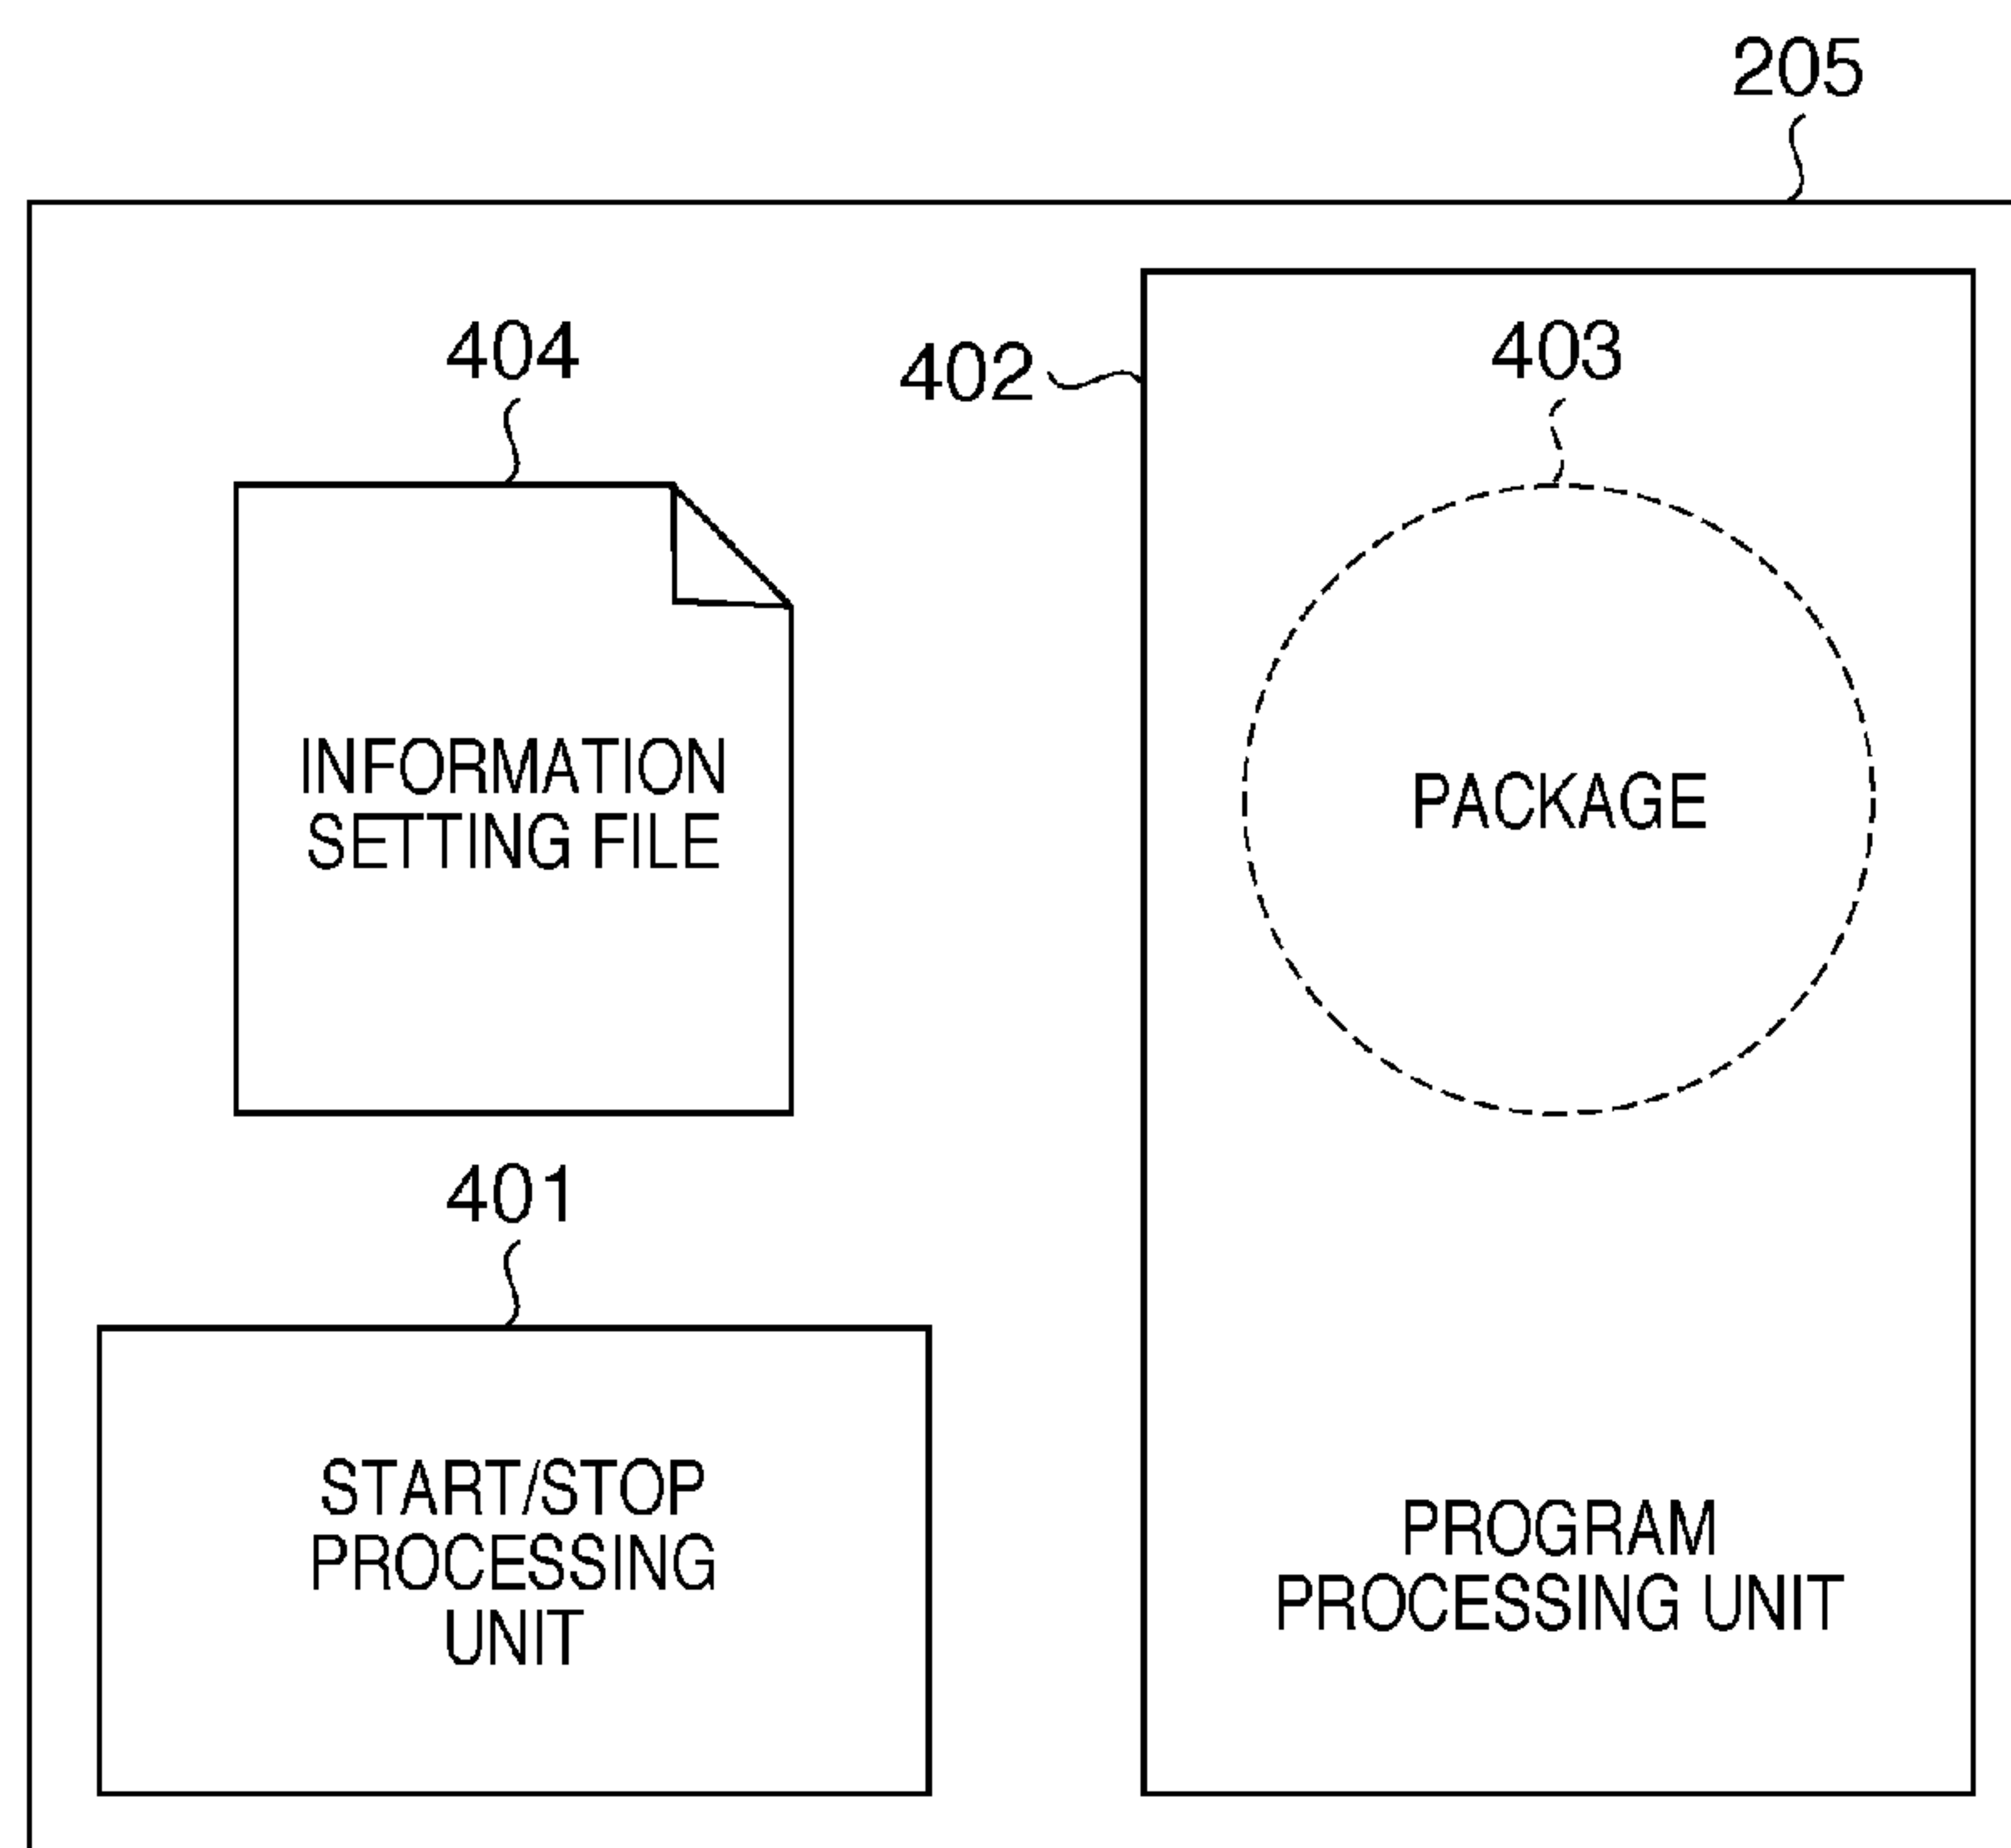 205
404
402
403
INFORMATION
SETTING FILE
PACKAGE
401
START/STOP
PROCESSING
UNIT
PROGRAM
PROCESSING UNIT